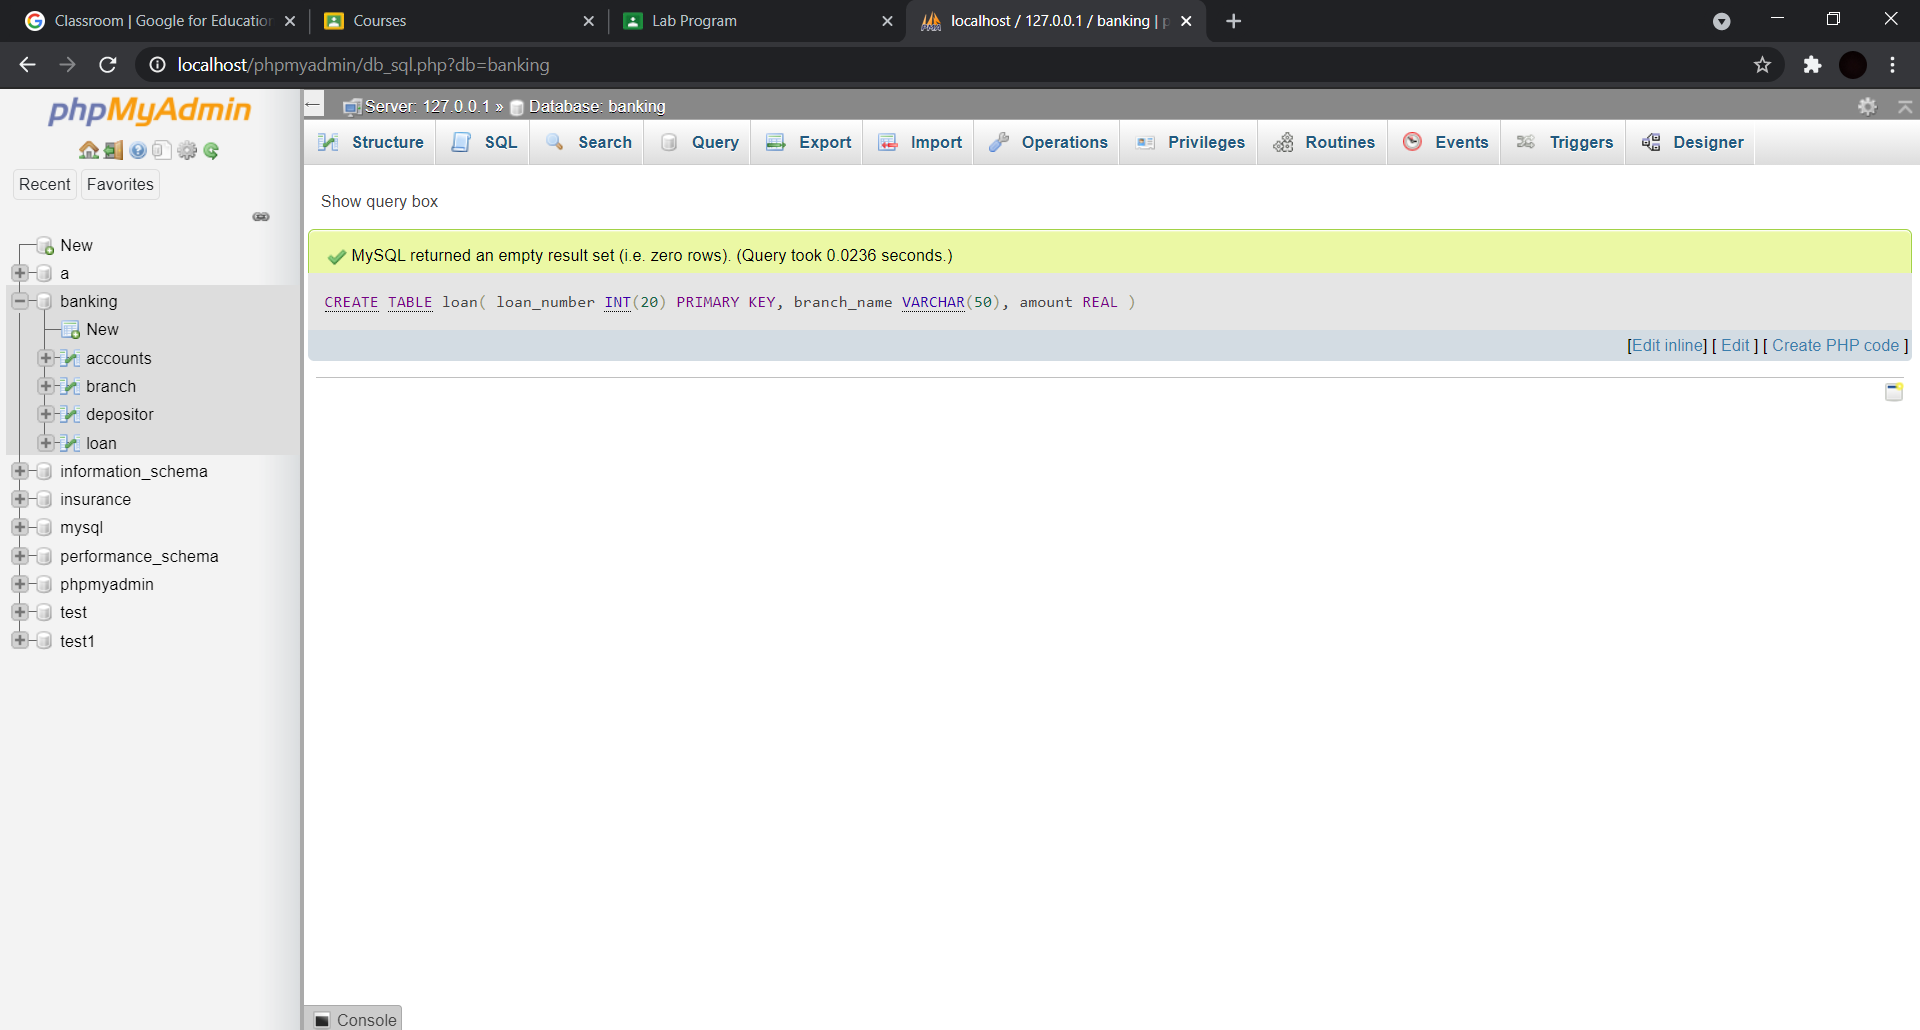 Classroom | Google for Education
Courses
Lab Program
localhost / 127.0.0.1 / banking | p
localhost/phpmyadmin/db_sql.php?db=banking
phpMyAdmin
Recent
Favorites
New
a
banking
New
accounts
branch
depositor
loan
information_schema
insurance
mysql
performance_schema
phpmyadmin
test
test1
Server: 127.0.0.1 » Database: banking
Structure
SQL
Search
Query
Export
Import
Operations
Privileges
Routines
Events
Triggers
Designer
Show query box
MySQL returned an empty result set (i.e. zero rows). (Query took 0.0236 seconds.)
CREATE TABLE loan( loan_number INT(20) PRIMARY KEY, branch_name VARCHAR(50), amount REAL )
[Edit inline] [ Edit ] [ Create PHP code ]
Console